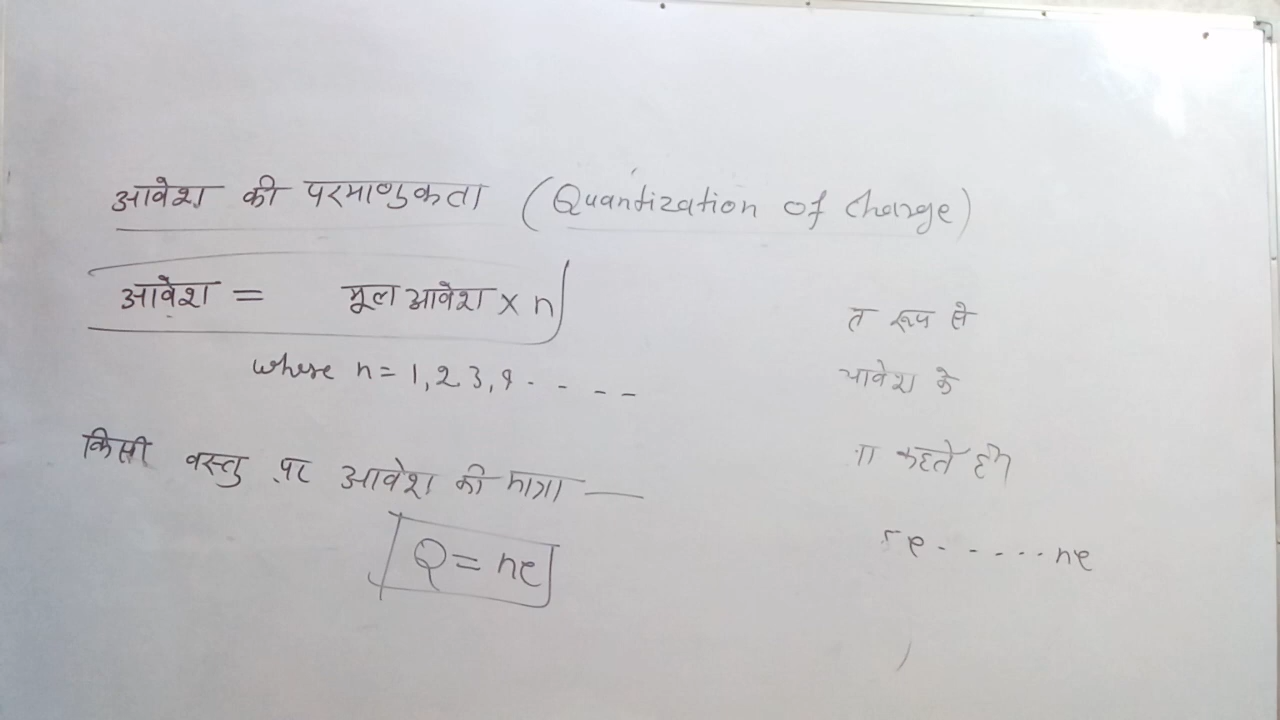 आवेश की परमाणुकता (Quantization of charge)
आवेश = मूल आवेश × n
where n = 1, 2 3, 9 - - - -
किसी वस्तु पर आवेश की मात्रा —
Q = ne
त रूप से
आवेश के
ा कहते हैं
e - - - - - ne